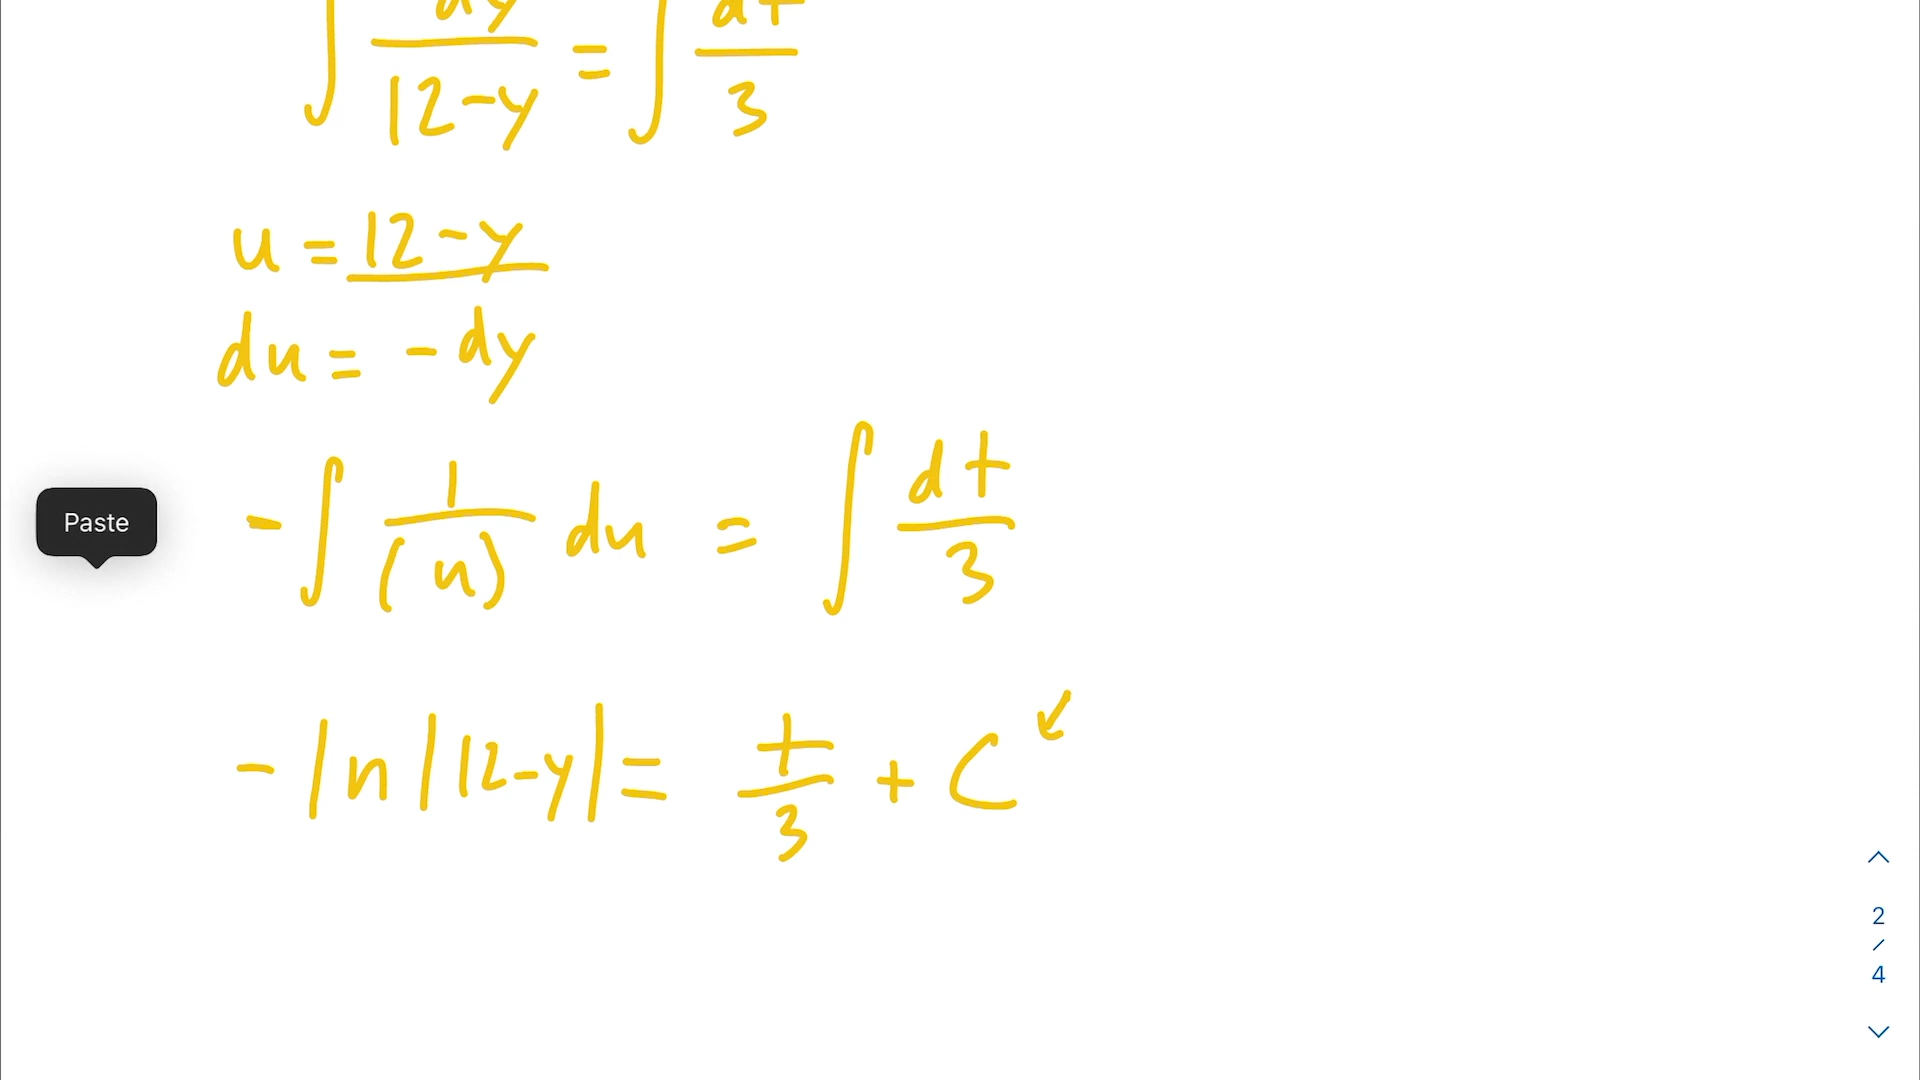 ∫ dy/12-y = ∫ dt/3
u = 12-y
du = - dy
Paste
- ∫ 1/(u) du = ∫ dt/3
- ln |12-y| = t/3 + C
2
/
4